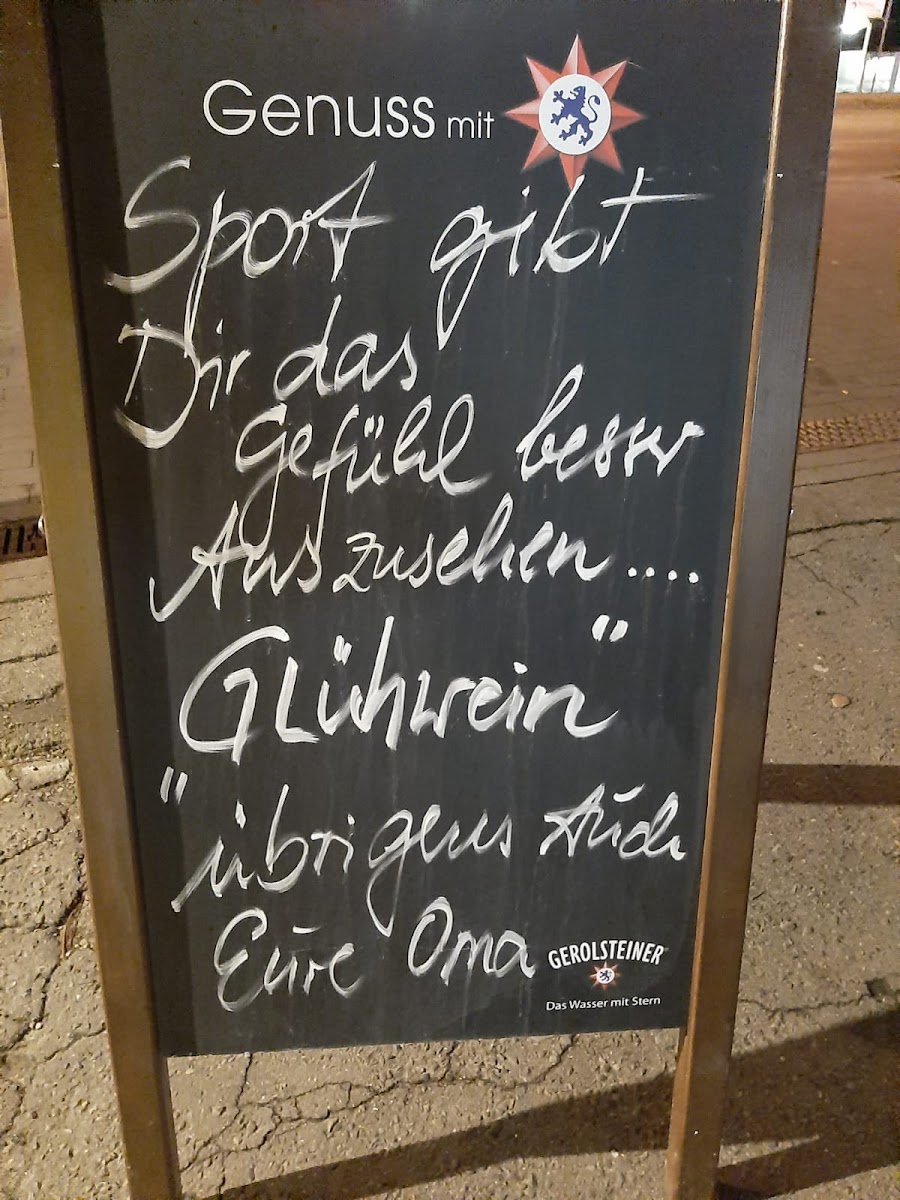 Genuss mit
Sport gibt
Dir das
gefühl besser
Auszusehen....
Glühwein"
"übrigens Auch
Eure Oma
GEROLSTEINER
Das Wasser mit Stern